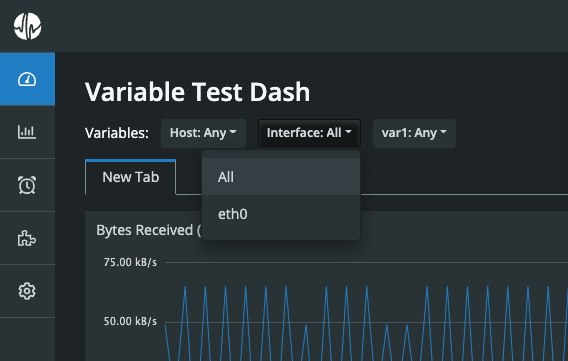 Variable Test Dash
Variables: Host: Any Interface: All var1: Any
New Tab
All
eth0
Bytes Received (
75.00 kB/s
50.00 kB/s